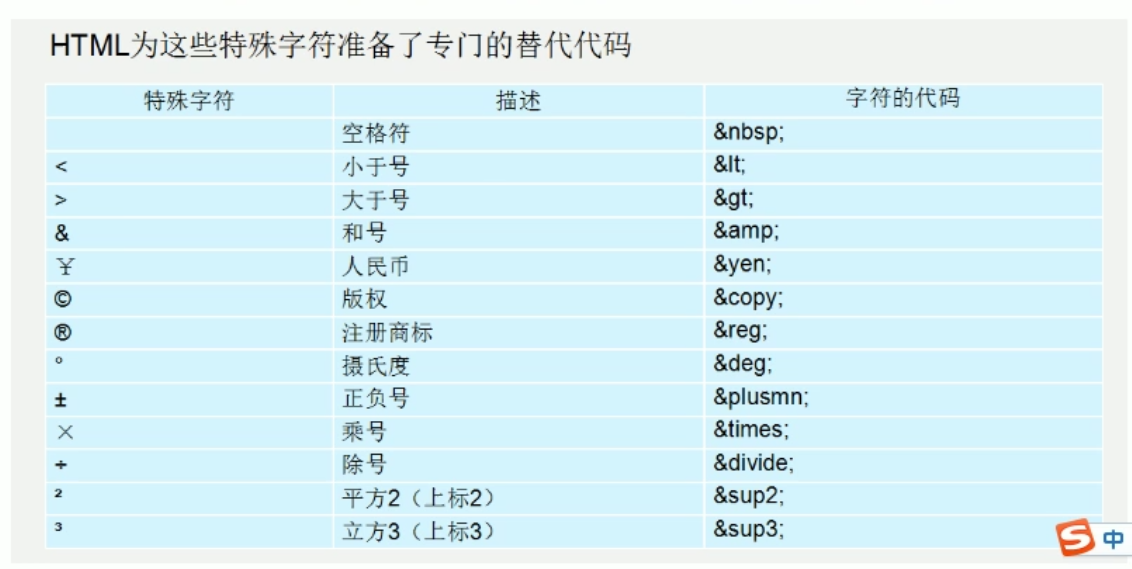 HTML为这些特殊字符准备了专门的替代代码
特殊字符 描述 字符的代码
空格符 &nbsp;
< 小于号 &lt;
> 大于号 &gt;
& 和号 &amp;
¥ 人民币 &yen;
© 版权 &copy;
® 注册商标 &reg;
° 摄氏度 &deg;
± 正负号 &plusmn;
× 乘号 &times;
÷ 除号 &divide;
² 平方2（上标2） &sup2;
³ 立方3（上标3） &sup3;
S 中